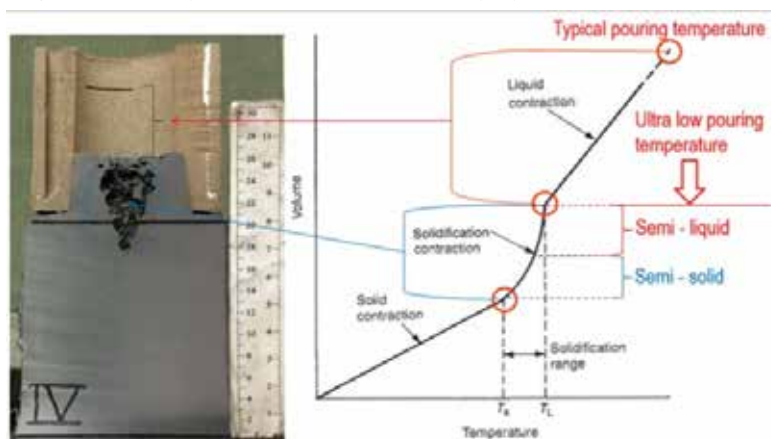 Typical pouring temperature
Liquid
contraction
Ultra low pouring
temperature
Volume
Solidification
contraction
Semi - liquid
Semi - solid
Solid
contraction
Solidification
range
Temperature
IV